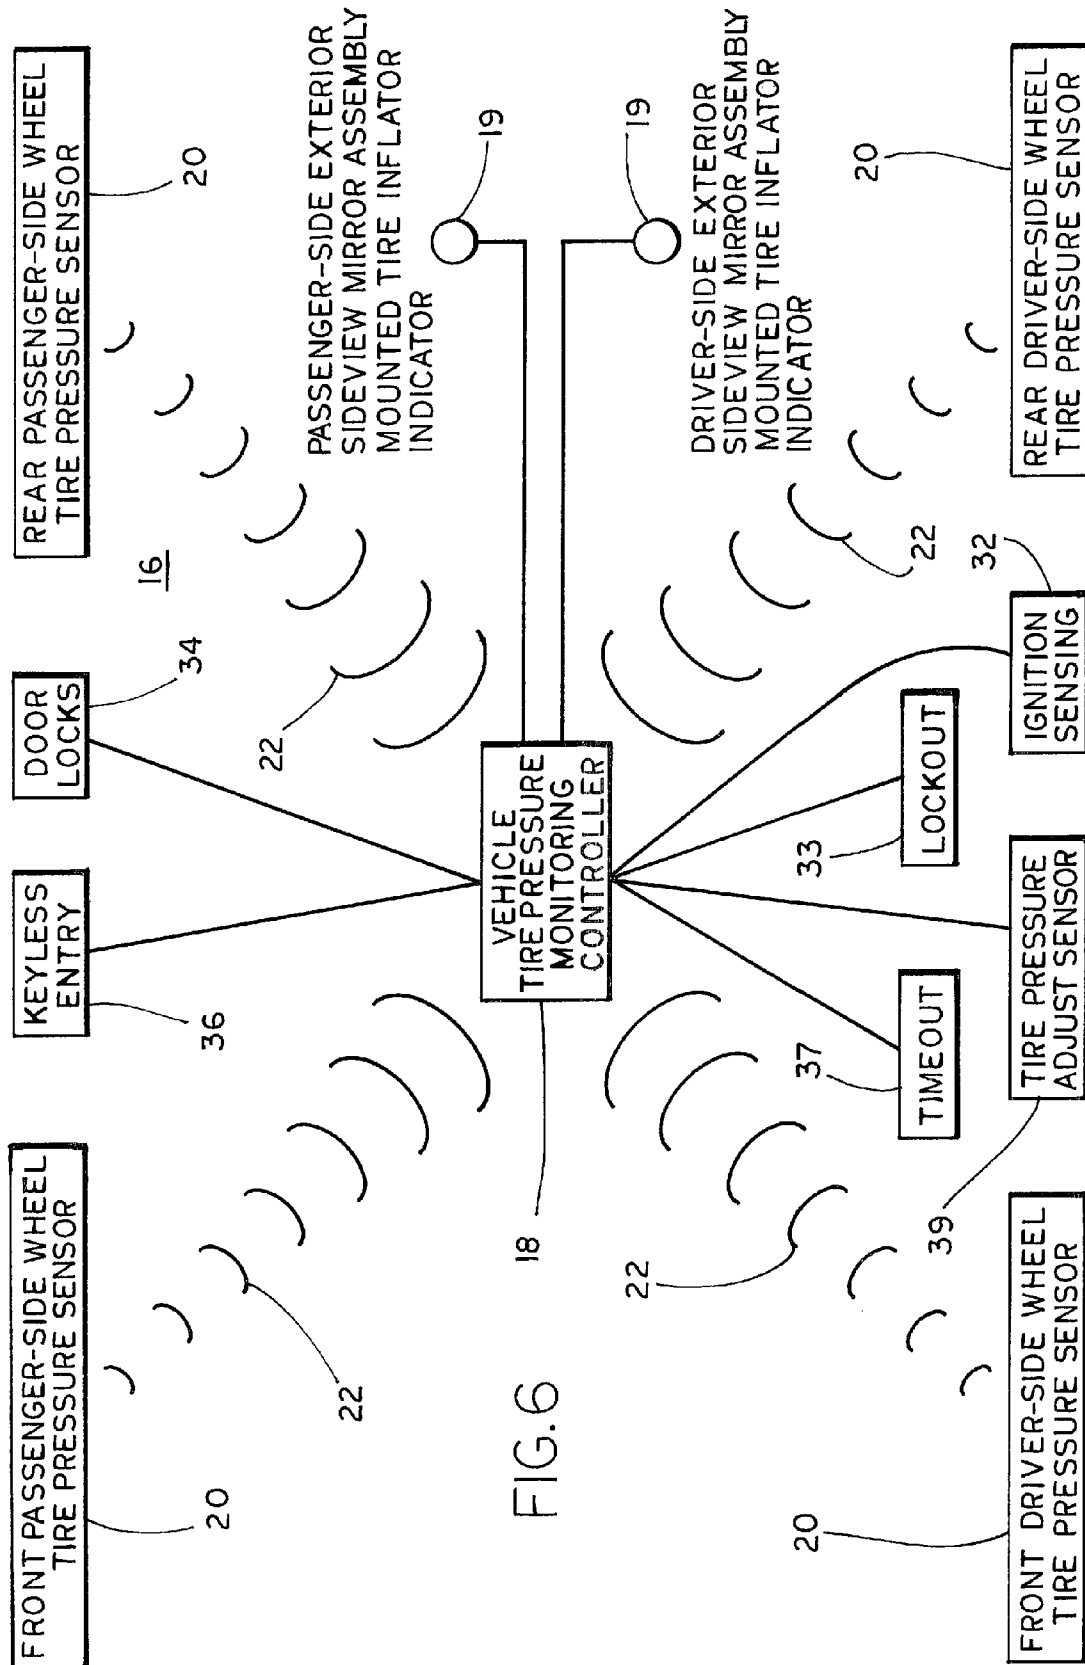 FRONT PASSENGER-SIDE WHEEL
TIRE PRESSURE SENSOR
20
22
KEYLESS
ENTRY
36
DOOR
LOCKS
34
16
22
REAR PASSENGER-SIDE WHEEL
TIRE PRESSURE SENSOR
20
PASSENGER-SIDE EXTERIOR
SIDEVIEW MIRROR ASSEMBLY
MOUNTED TIRE INFLATOR
INDICATOR
19
FIG.6
18
VEHICLE
TIRE PRESSURE
MONITORING
CONTROLLER
19
DRIVER-SIDE EXTERIOR
SIDEVIEW MIRROR ASSEMBLY
MOUNTED TIRE INFLATOR
INDICATOR
22
20
FRONT DRIVER-SIDE WHEEL
TIRE PRESSURE SENSOR
37
TIMEOUT
39
TIRE PRESSURE
ADJUST SENSOR
33
LOCKOUT
22
32
IGNITION
SENSING
20
REAR DRIVER-SIDE WHEEL
TIRE PRESSURE SENSOR